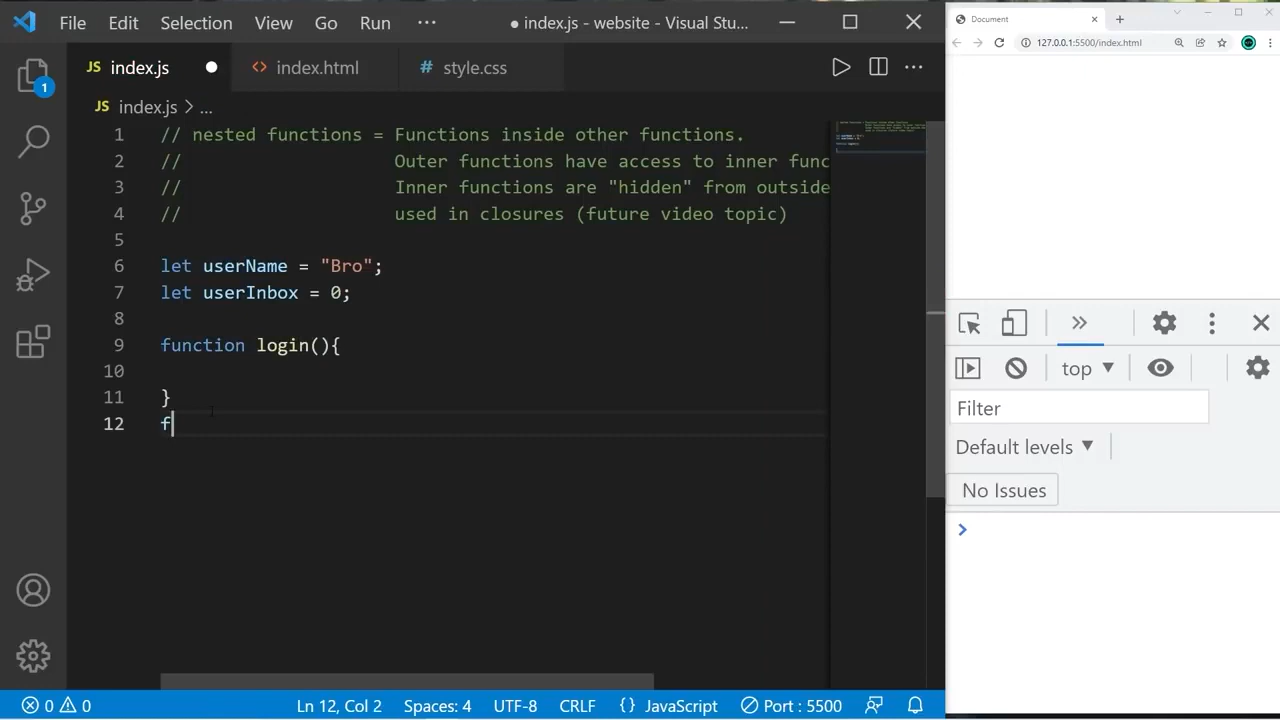 File Edit Selection View Go Run ··· ● index.js - website - Visual Stu...
JS index.js ● <> index.html # style.css ···
JS index.js > ...
1 // nested functions = Functions inside other functions.
2 // Outer functions have access to inner func
3 // Inner functions are "hidden" from outside
4 // used in closures (future video topic)
5
6 let userName = "Bro";
7 let userInbox = 0;
8
9 function login(){
10
11 }
12 f
1
0 0 Ln 12, Col 2 Spaces: 4 UTF-8 CRLF {} JavaScript Port : 5500
Document
127.0.0.1:5500/index.html
top ▼
Filter
Default levels ▼
No Issues
>